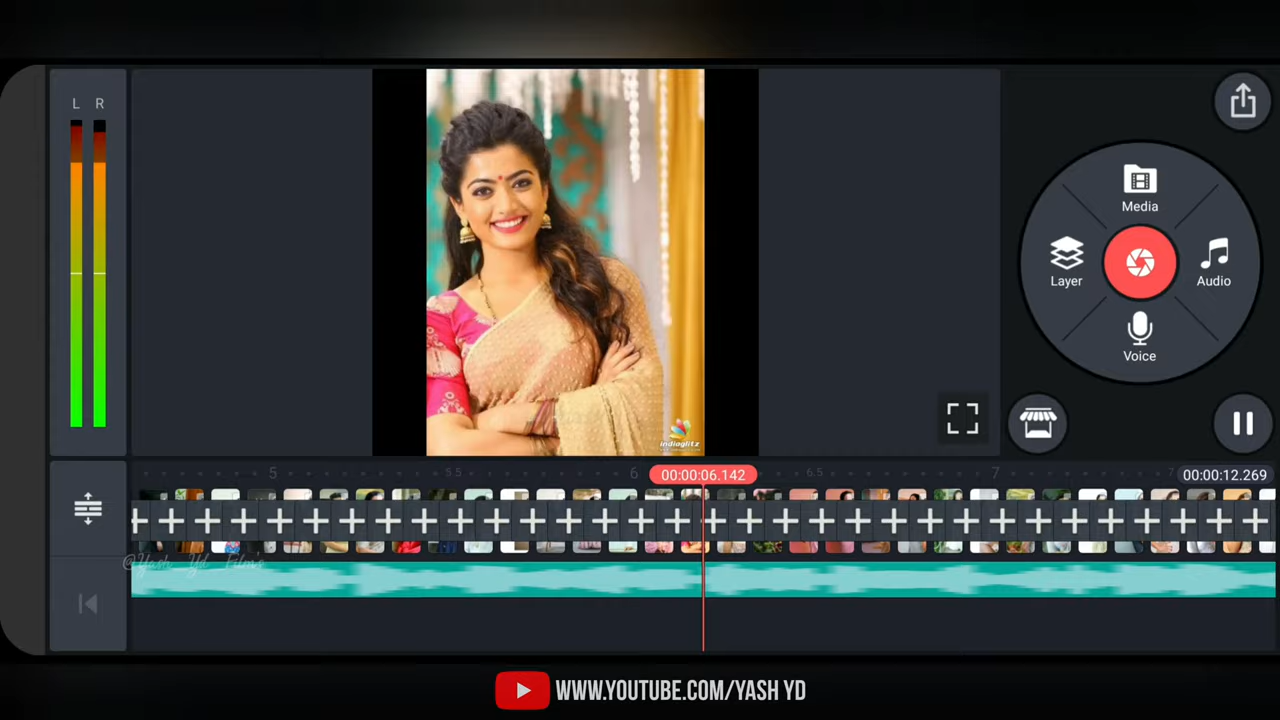 L R
Media
Layer
Audio
Voice
indiaglitz
5 5.5 6 00:00:06.142 6.5 7 00:00:12.269
@Yash_Yd_Film's
WWW.YOUTUBE.COM/YASH YD